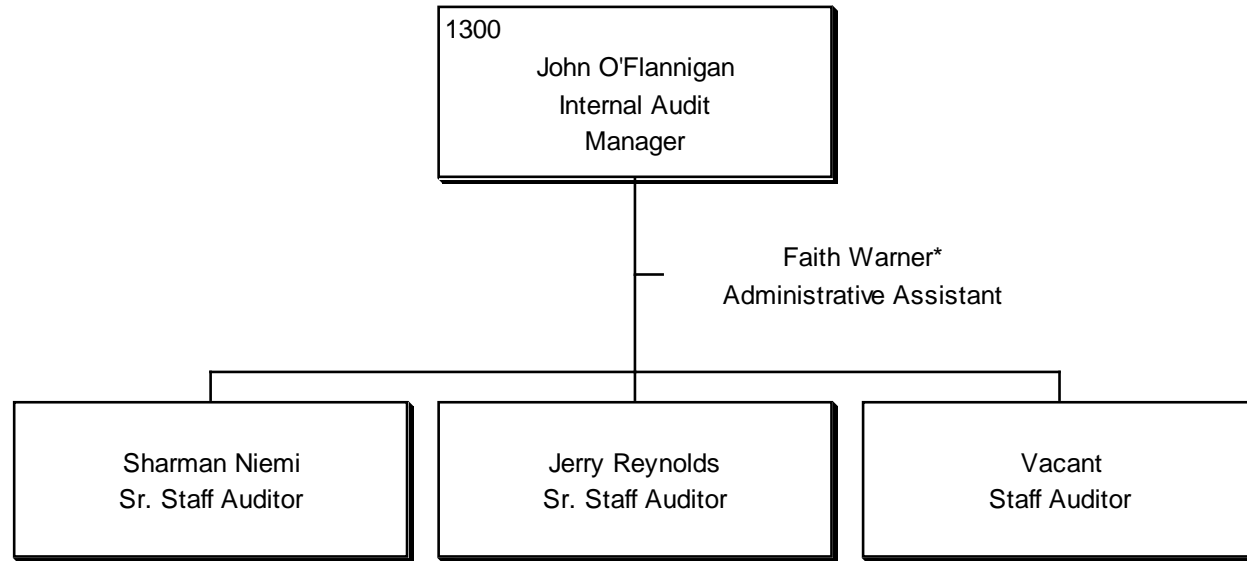 1300
John O'Flannigan
Internal Audit
Manager
Faith Warner*
Administrative Assistant
Sharman Niemi
Sr. Staff Auditor
Jerry Reynolds
Sr. Staff Auditor
Vacant
Staff Auditor